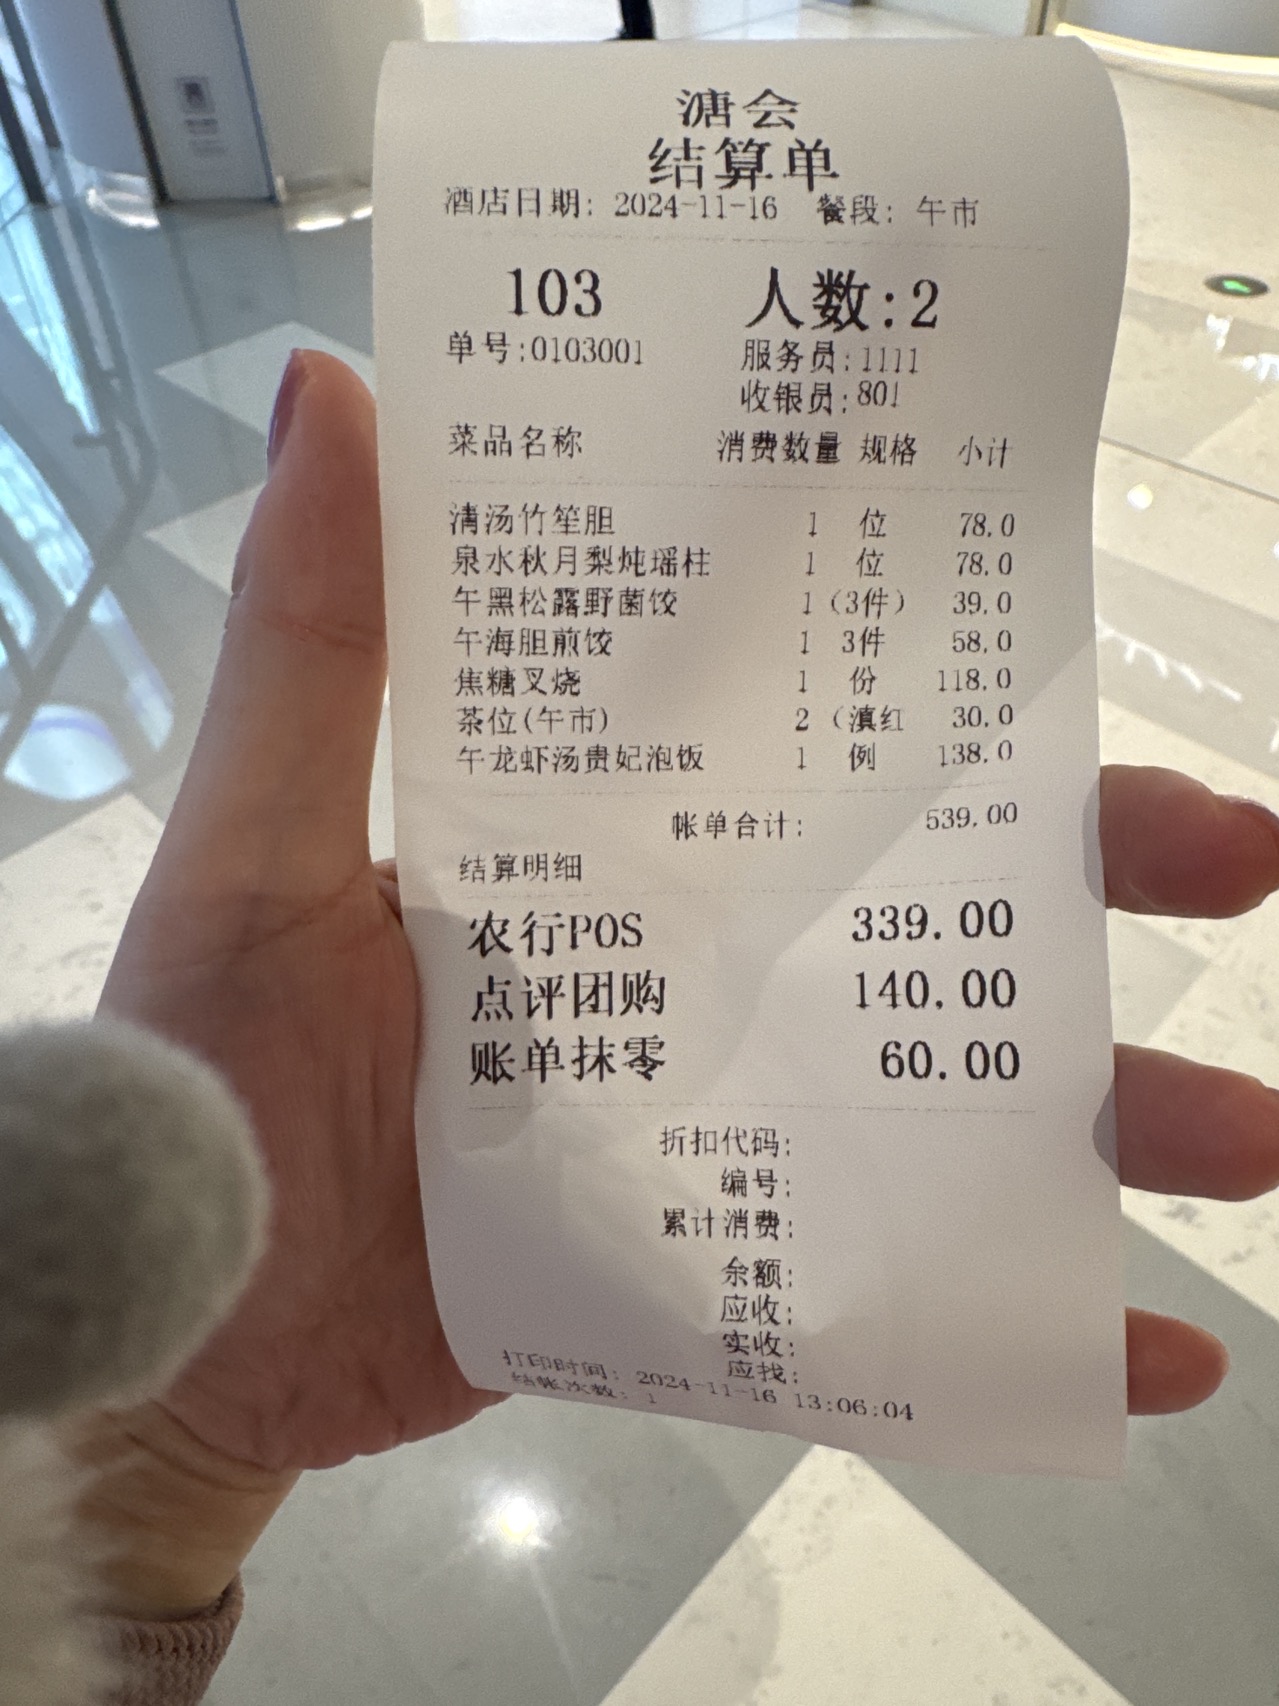 溏会
结算单
酒店日期: 2024-11-16 餐段: 午市
103 人数:2
单号:0103001 服务员:1111
收银员:801
菜品名称 消费数量 规格 小计
清汤竹笙胆 1 位 78.0
泉水秋月梨炖瑶柱 1 位 78.0
午黑松露野菌饺 1 (3件) 39.0
午海胆煎饺 1 3件 58.0
焦糖叉烧 1 份 118.0
茶位(午市) 2 (滇红 30.0
午龙虾汤贵妃泡饭 1 例 138.0
帐单合计: 539.00
结算明细
农行POS 339.00
点评团购 140.00
账单抹零 60.00
折扣代码:
编号:
累计消费:
余额:
应收:
实收:
应找:
打印时间: 2024-11-16 13:06:04
结帐次数: 1